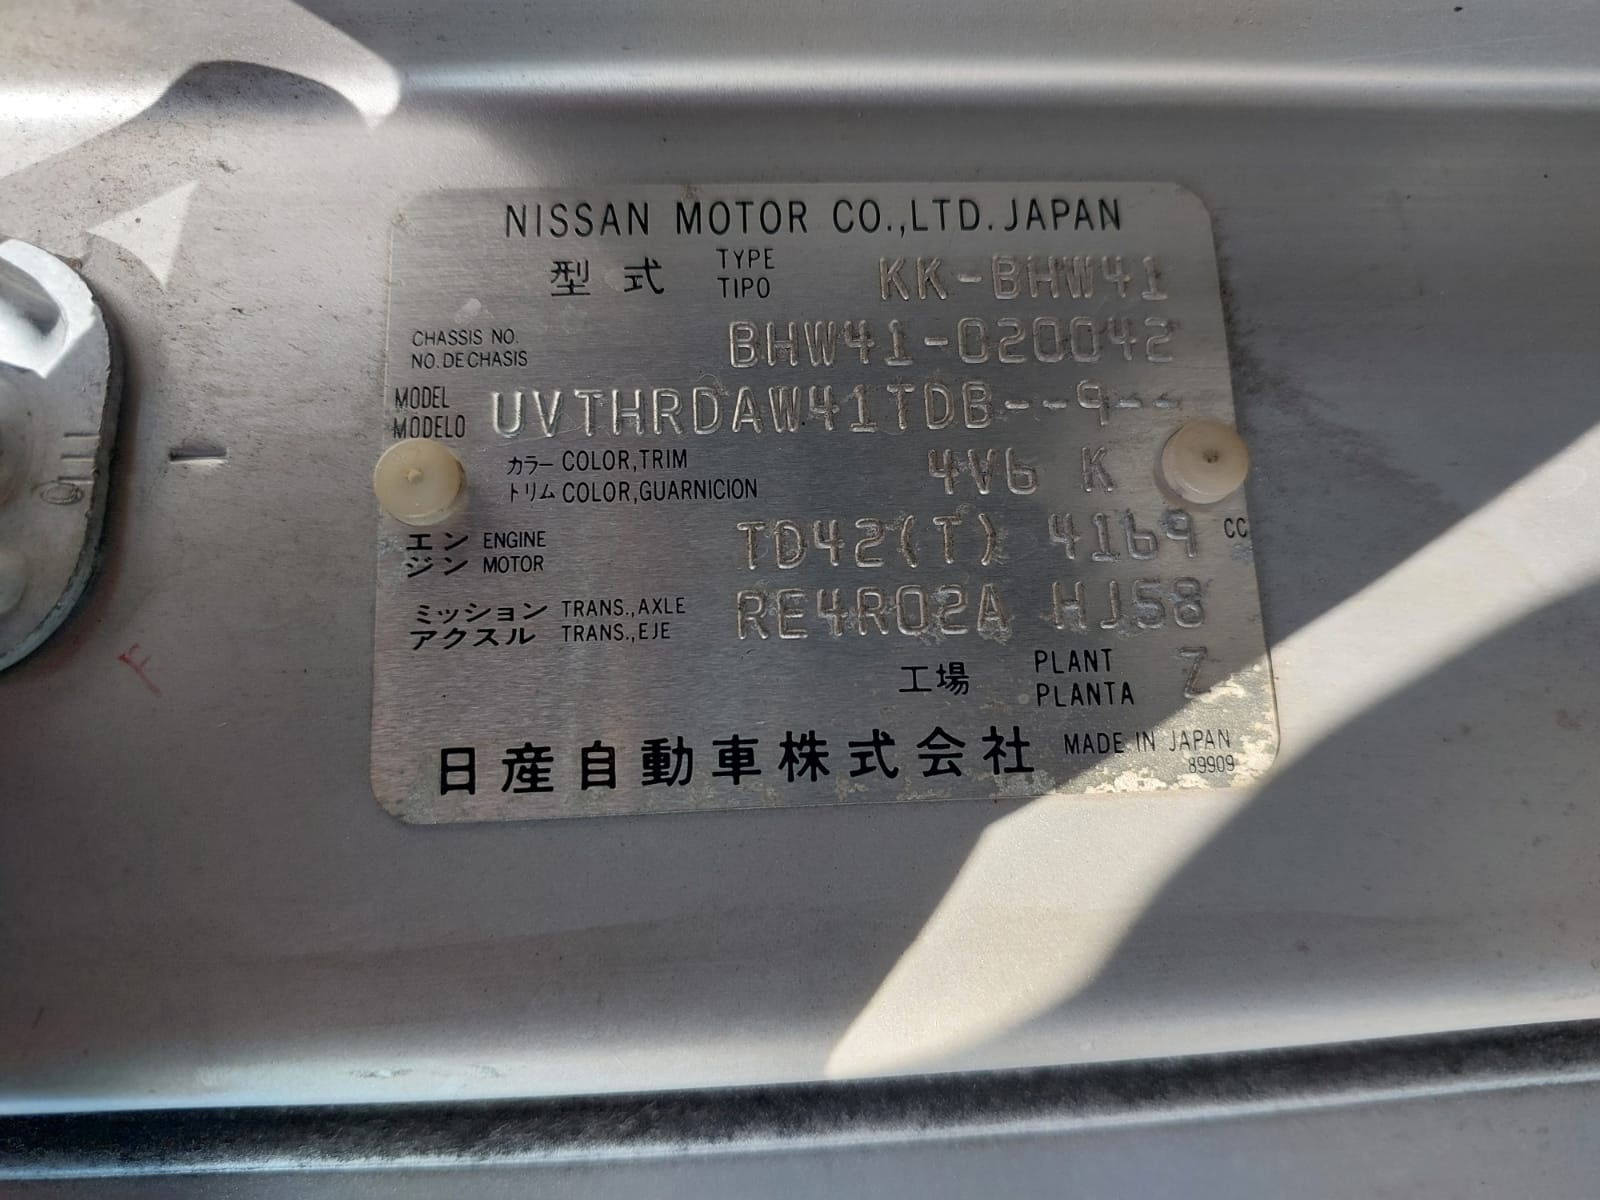 NISSAN MOTOR CO.,LTD. JAPAN
型式 TYPE TIPO KK-BHW41
CHASSIS NO. NO. DE CHASIS BHW41-020042
MODEL MODELO UVTHRDAW41TDB--9--
カラー COLOR,TRIM
トリム COLOR,GUARNICION 4V6 K
エンジン ENGINE MOTOR TD42(T) 4169 CC
ミッション TRANS.,AXLE
アクスル TRANS.,EJE RE4R02A HJ58
工場 PLANT PLANTA Z
日産自動車株式会社 MADE IN JAPAN
89909
F